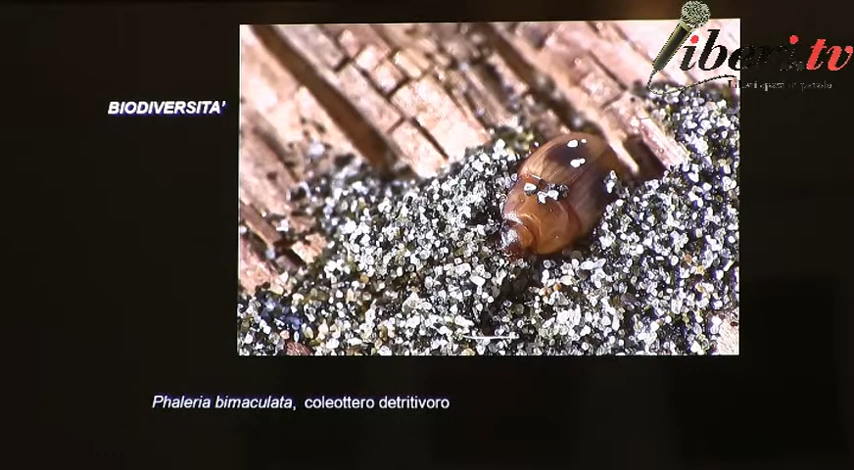 liberi.tv
BIODIVERSITA'
Phaleria bimaculata, coleottero detritivoro